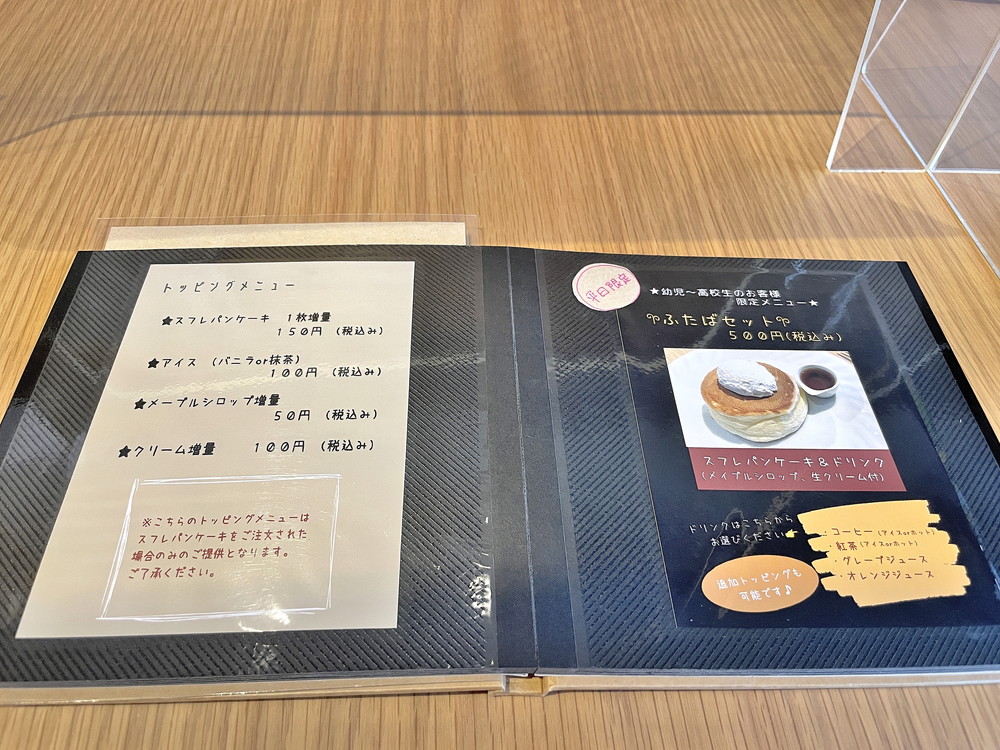 トッピングメニュー
★スフレパンケーキ 1枚増量
150円 (税込み)
★アイス (バニラor抹茶)
100円 (税込み)
★メープルシロップ増量
50円 (税込み)
★クリーム増量 100円 (税込み)
※こちらのトッピングメニューは
スフレパンケーキをご注文された
場合のみのご提供となります。
ご了承ください。
平日限定
★幼児～高校生のお客様
限定メニュー★
ふたばセット
500円(税込み)
スフレパンケーキ&ドリンク
(メイプルシロップ、生クリーム付)
ドリンクはこちらから
お選びください
・コーヒー(アイスorホット)
・紅茶(アイスorホット)
・グレープジュース
・オレンジジュース
追加トッピングも
可能です♪